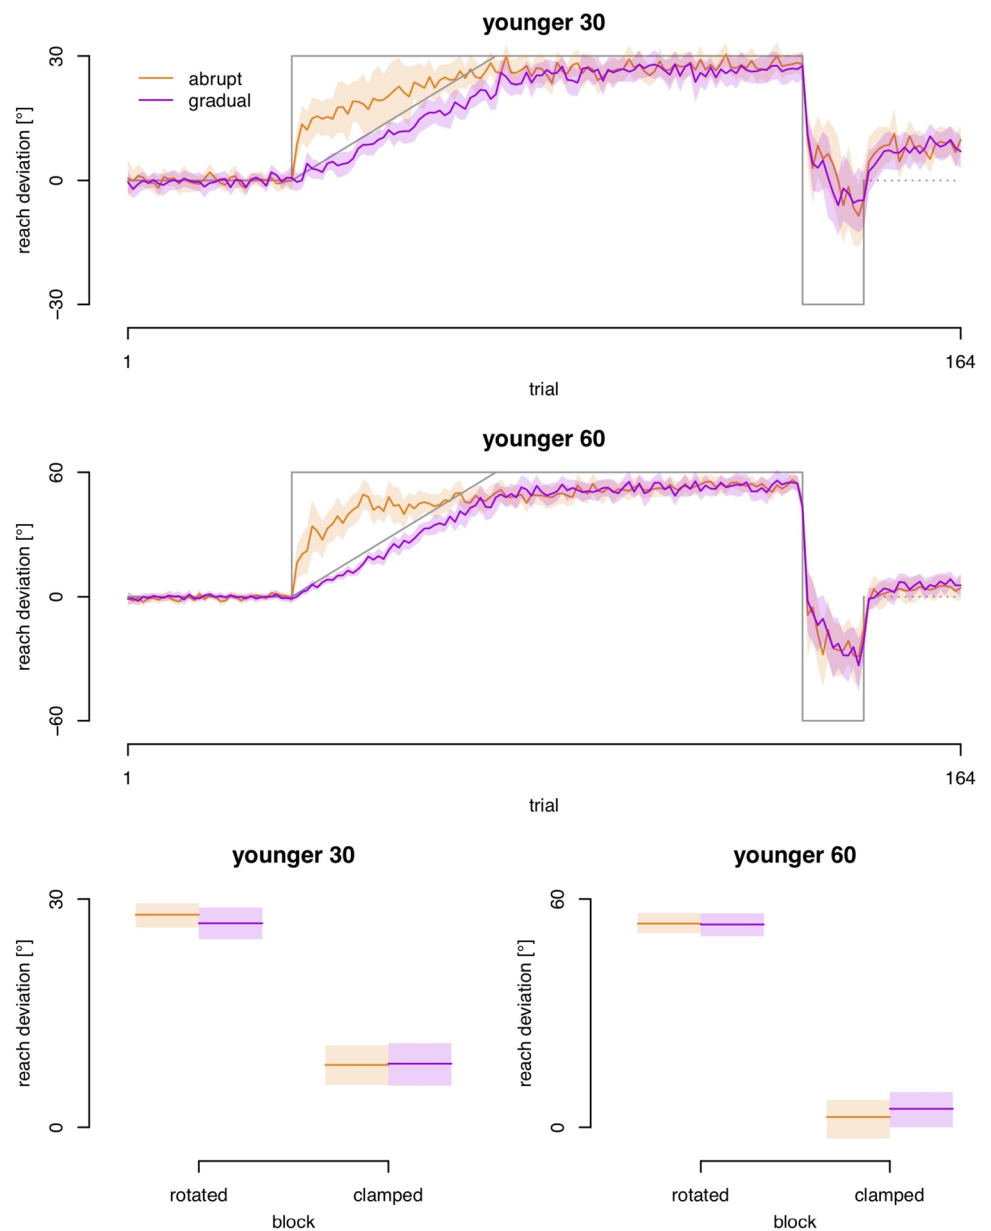 younger 30
reach deviation [°]
30
0
−30
abrupt
gradual
1
164
trial
younger 60
reach deviation [°]
60
0
−60
1
164
trial
younger 30
reach deviation [°]
30
0
rotated
clamped
block
younger 60
reach deviation [°]
60
0
rotated
clamped
block